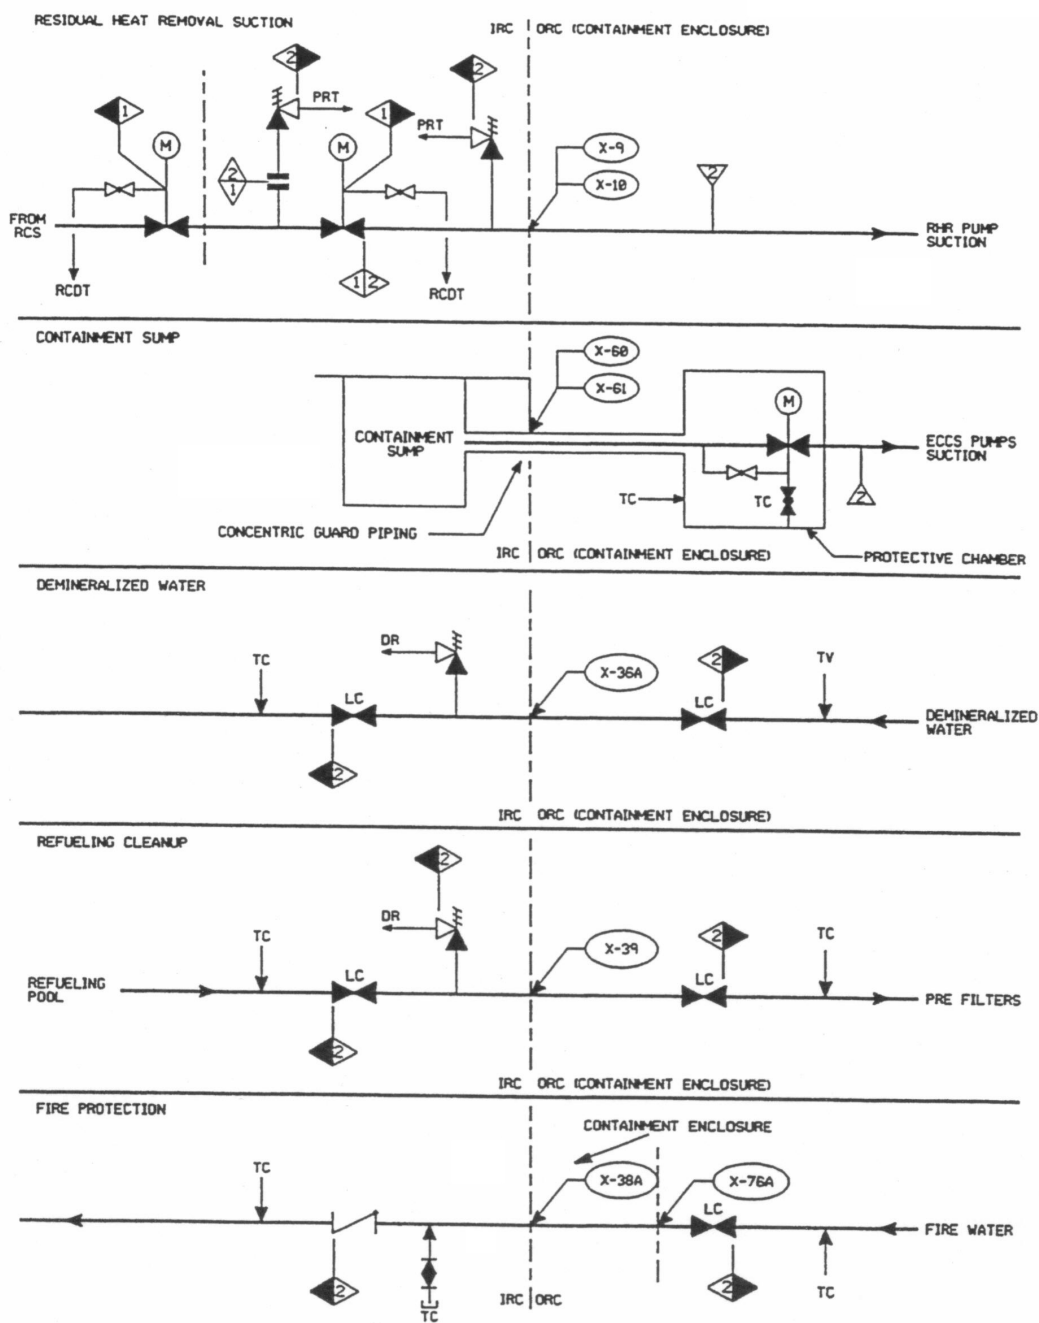 RESIDUAL HEAT REMOVAL SUCTION
IRC ORC (CONTAINMENT ENCLOSURE)
2
2
PRT
1
1
PRT
M
M
X-9
2
1
X-10
2
FROM
RCS
RHR PUMP
SUCTION
1 2
RCDT
RCDT
CONTAINMENT SUMP
X-60
X-61
M
CONTAINMENT
SUMP
ECCS PUMPS
SUCTION
TC
TC
2
CONCENTRIC GUARD PIPING
IRC ORC (CONTAINMENT ENCLOSURE)
PROTECTIVE CHAMBER
DEMINERALIZED WATER
DR
TC
2
TV
X-36A
LC
LC
DEMINERALIZED
WATER
2
IRC ORC (CONTAINMENT ENCLOSURE)
REFUELING CLEANUP
2
DR
TC
2
TC
X-39
LC
LC
REFUELING
POOL
PRE FILTERS
2
IRC ORC (CONTAINMENT ENCLOSURE)
FIRE PROTECTION
CONTAINMENT ENCLOSURE
TC
X-38A
X-76A
LC
FIRE WATER
2
2
TC
IRC ORC
TC